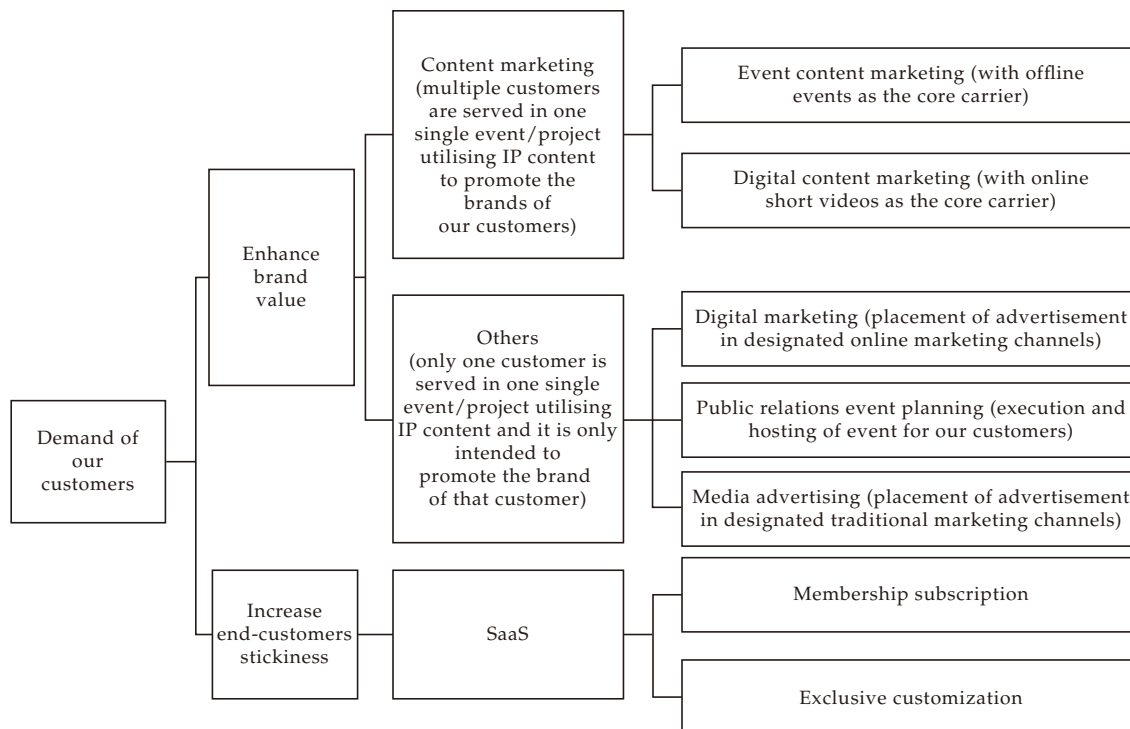 Demand of
our
customers
Enhance
brand
value
Content marketing
(multiple customers
are served in one
single event/project
utilising IP content
to promote the
brands of
our customers)
Event content marketing (with offline
events as the core carrier)
Digital content marketing (with online
short videos as the core carrier)
Others
(only one customer is
served in one single
event/project utilising
IP content and it is only
intended to
promote the brand
of that customer)
Digital marketing (placement of advertisement
in designated online marketing channels)
Public relations event planning (execution and
hosting of event for our customers)
Media advertising (placement of advertisement
in designated traditional marketing channels)
Increase
end-customers
stickiness
SaaS
Membership subscription
Exclusive customization